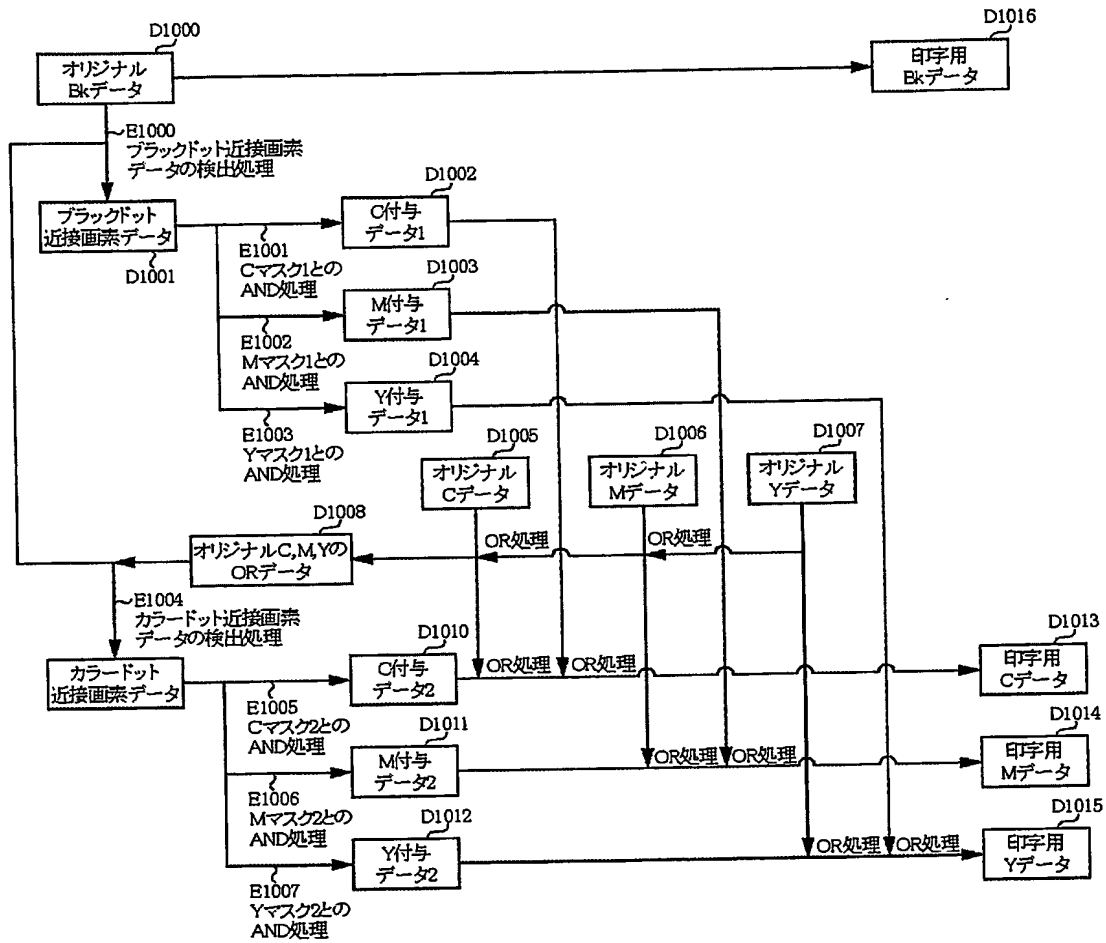 D1000
オリジナル
Bkデータ
D1016
印字用
Bkデータ
E1000
ブラックドット近接画素
データの検出処理
ブラックドット
近接画素データ
D1001
D1002
C付与
データ1
E1001
Cマスク1との
AND処理
D1003
M付与
データ1
E1002
Mマスク1との
AND処理
D1004
Y付与
データ1
E1003
Yマスク1との
AND処理
D1005
オリジナル
Cデータ
D1006
オリジナル
Mデータ
D1007
オリジナル
Yデータ
D1008
オリジナルC,M,Yの
ORデータ
OR処理
OR処理
E1004
カラードット近接画素
データの検出処理
カラードット
近接画素データ
D1010
C付与
データ2
OR処理
OR処理
D1013
印字用
Cデータ
E1005
Cマスク2との
AND処理
D1011
M付与
データ2
OR処理
OR処理
D1014
印字用
Mデータ
E1006
Mマスク2との
AND処理
D1012
Y付与
データ2
OR処理
OR処理
D1015
印字用
Yデータ
E1007
Yマスク2との
AND処理